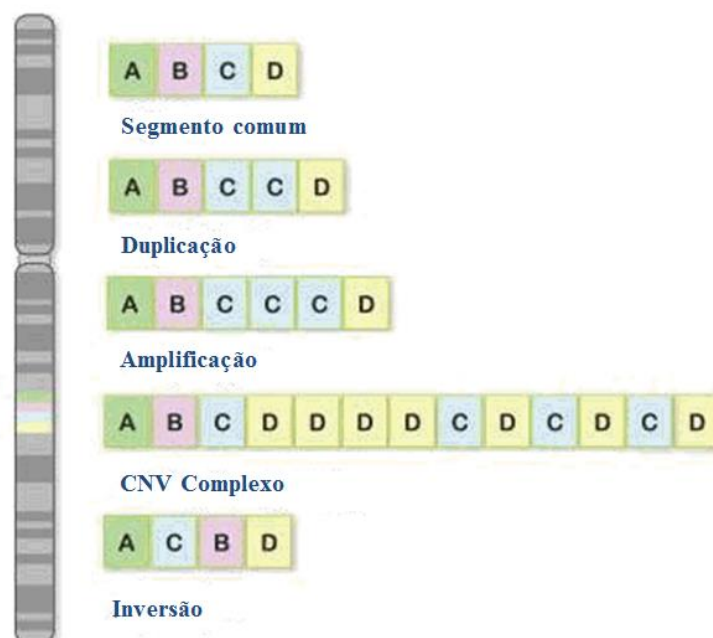 A B C D
Segmento comum
A B C C D
Duplicação
A B C C C D
Amplificação
A B C D D D D C D C D C D
CNV Complexo
A C B D
Inversão